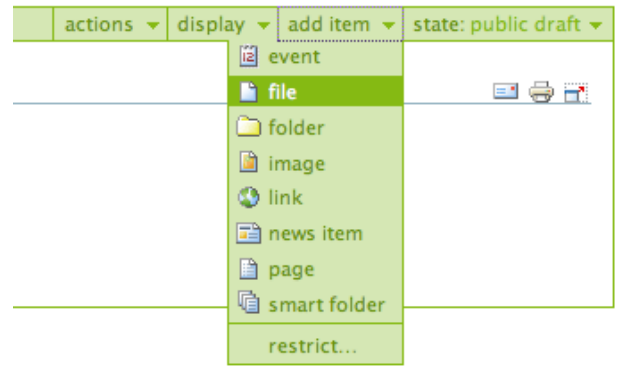 actions display add item state: public draft
event
file
folder
image
link
news item
page
smart folder
restrict...